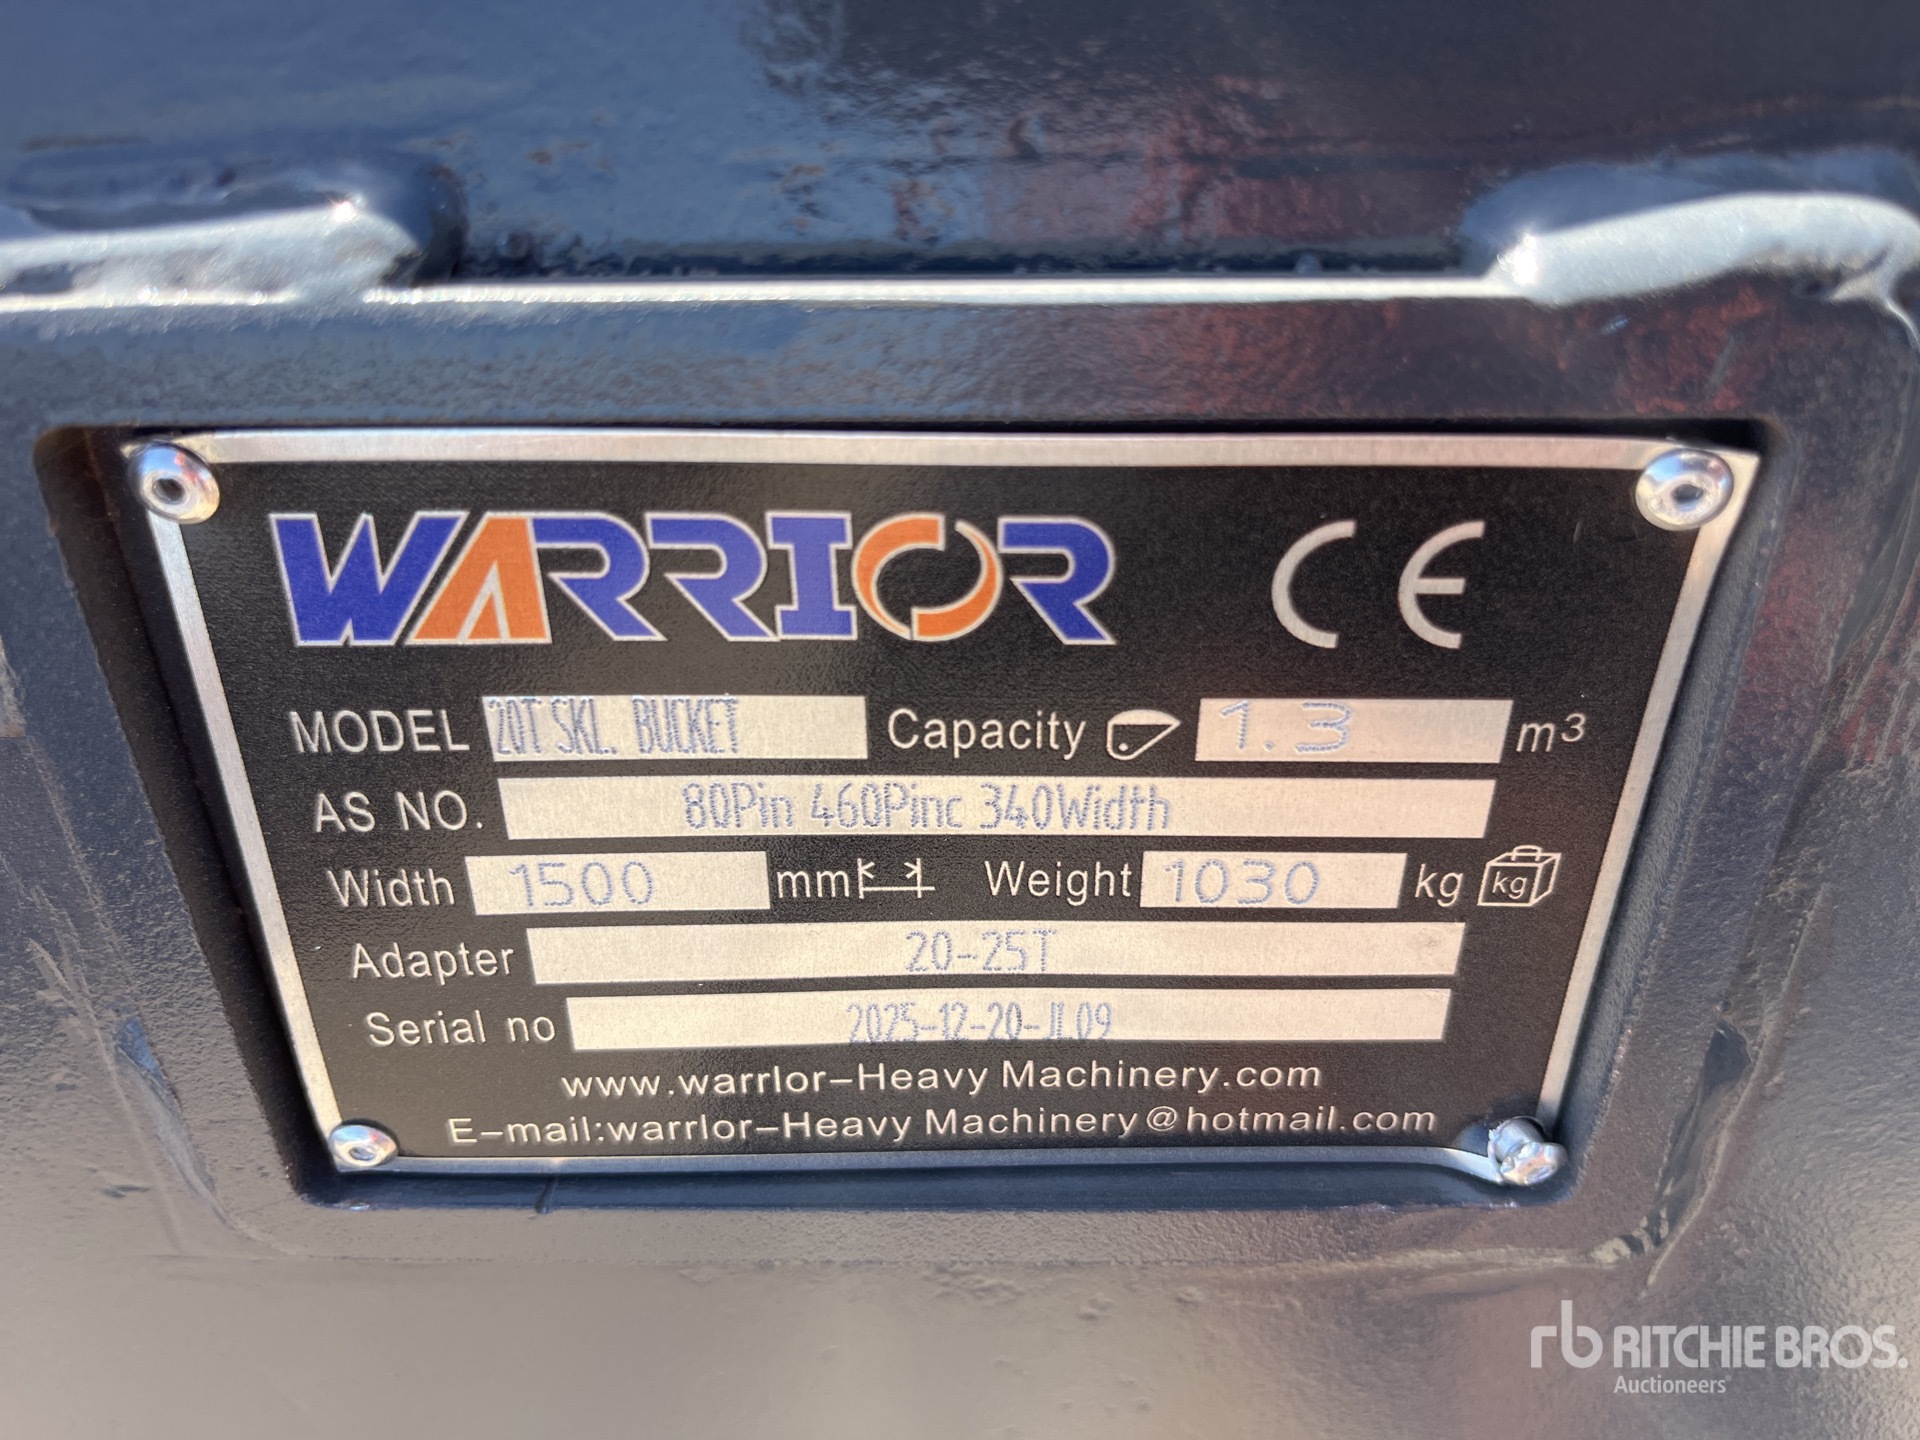 WARRIOR CE
MODEL 20T SKL. BUCKET Capacity 1.3 m³
AS NO. 80Pin 460Pinc 340Width
Width 1500 mm Weight 1030 kg kg
Adapter 20-25T
Serial no 2025-12-20-JL09
www.warrlor-Heavy Machinery.com
E-mail:warrlor-Heavy Machinery@hotmail.com
rb RITCHIE BROS.
Auctioneers